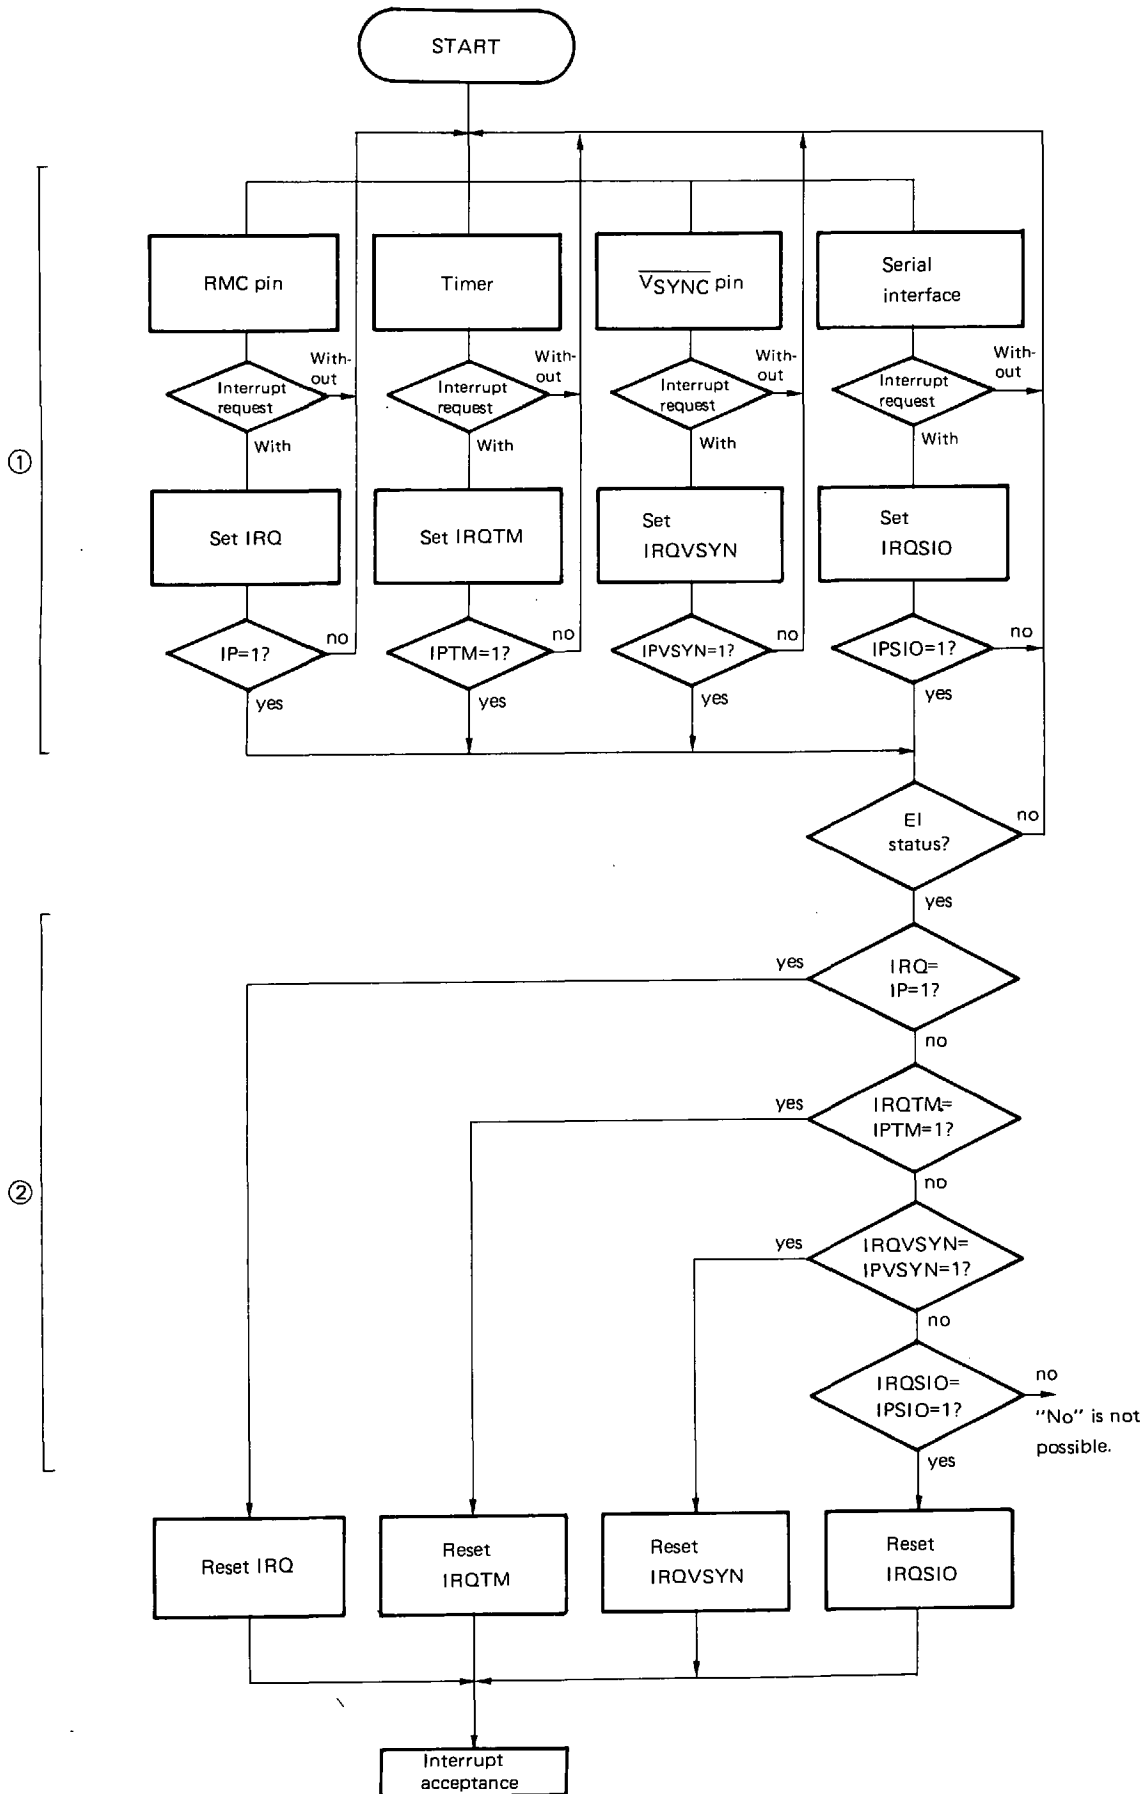 START
①
RMC pin
Timer
V̅S̅Y̅N̅C̅ pin
Serial
interface
Interrupt
request
With-
out
With
Interrupt
request
With-
out
With
Interrupt
request
With-
out
With
Interrupt
request
With-
out
With
Set IRQ
Set IRQTM
Set
IRQVSYN
Set
IRQSIO
IP=1?
no
yes
IPTM=1?
no
yes
IPVSYN=1?
no
yes
IPSIO=1?
no
yes
EI
status?
no
yes
②
IRQ=
IP=1?
yes
no
IRQTM=
IPTM=1?
yes
no
IRQVSYN=
IPVSYN=1?
yes
no
IRQSIO=
IPSIO=1?
no
"No" is not
possible.
yes
Reset IRQ
Reset
IRQTM
Reset
IRQVSYN
Reset
IRQSIO
Interrupt
acceptance